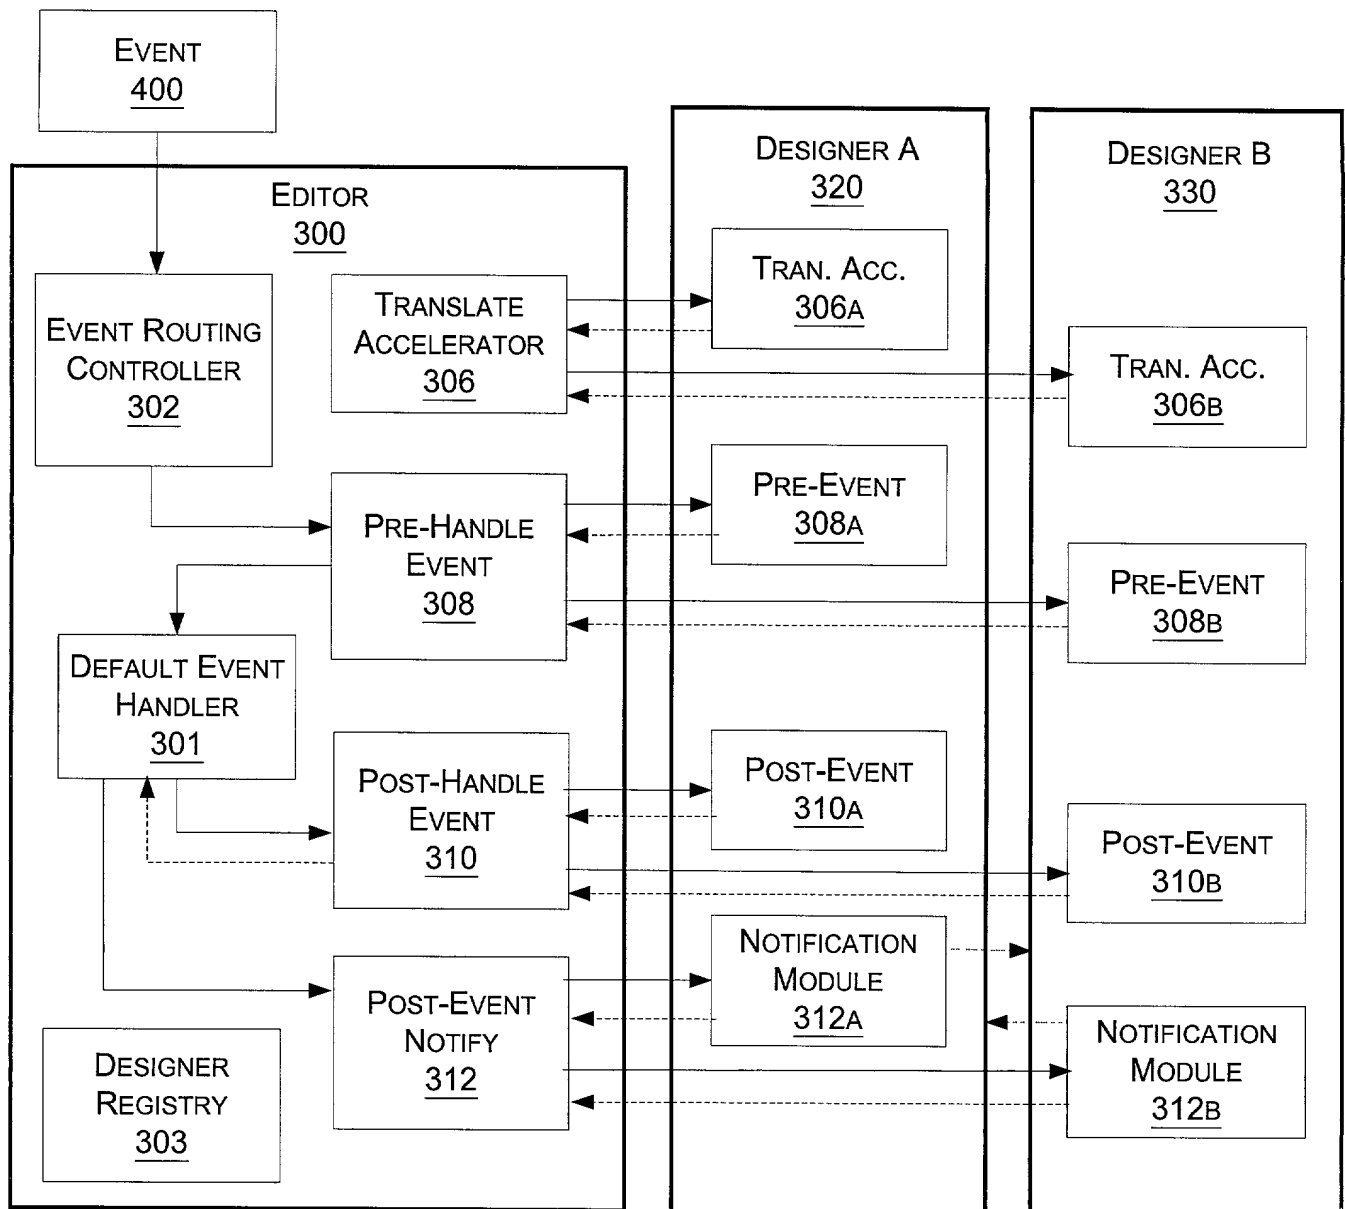 EVENT
400
EDITOR
300
EVENT ROUTING
CONTROLLER
302
TRANSLATE
ACCELERATOR
306
PRE-HANDLE
EVENT
308
DEFAULT EVENT
HANDLER
301
POST-HANDLE
EVENT
310
POST-EVENT
NOTIFY
312
DESIGNER
REGISTRY
303
DESIGNER A
320
TRAN. ACC.
306A
PRE-EVENT
308A
POST-EVENT
310A
NOTIFICATION
MODULE
312A
DESIGNER B
330
TRAN. ACC.
306B
PRE-EVENT
308B
POST-EVENT
310B
NOTIFICATION
MODULE
312B